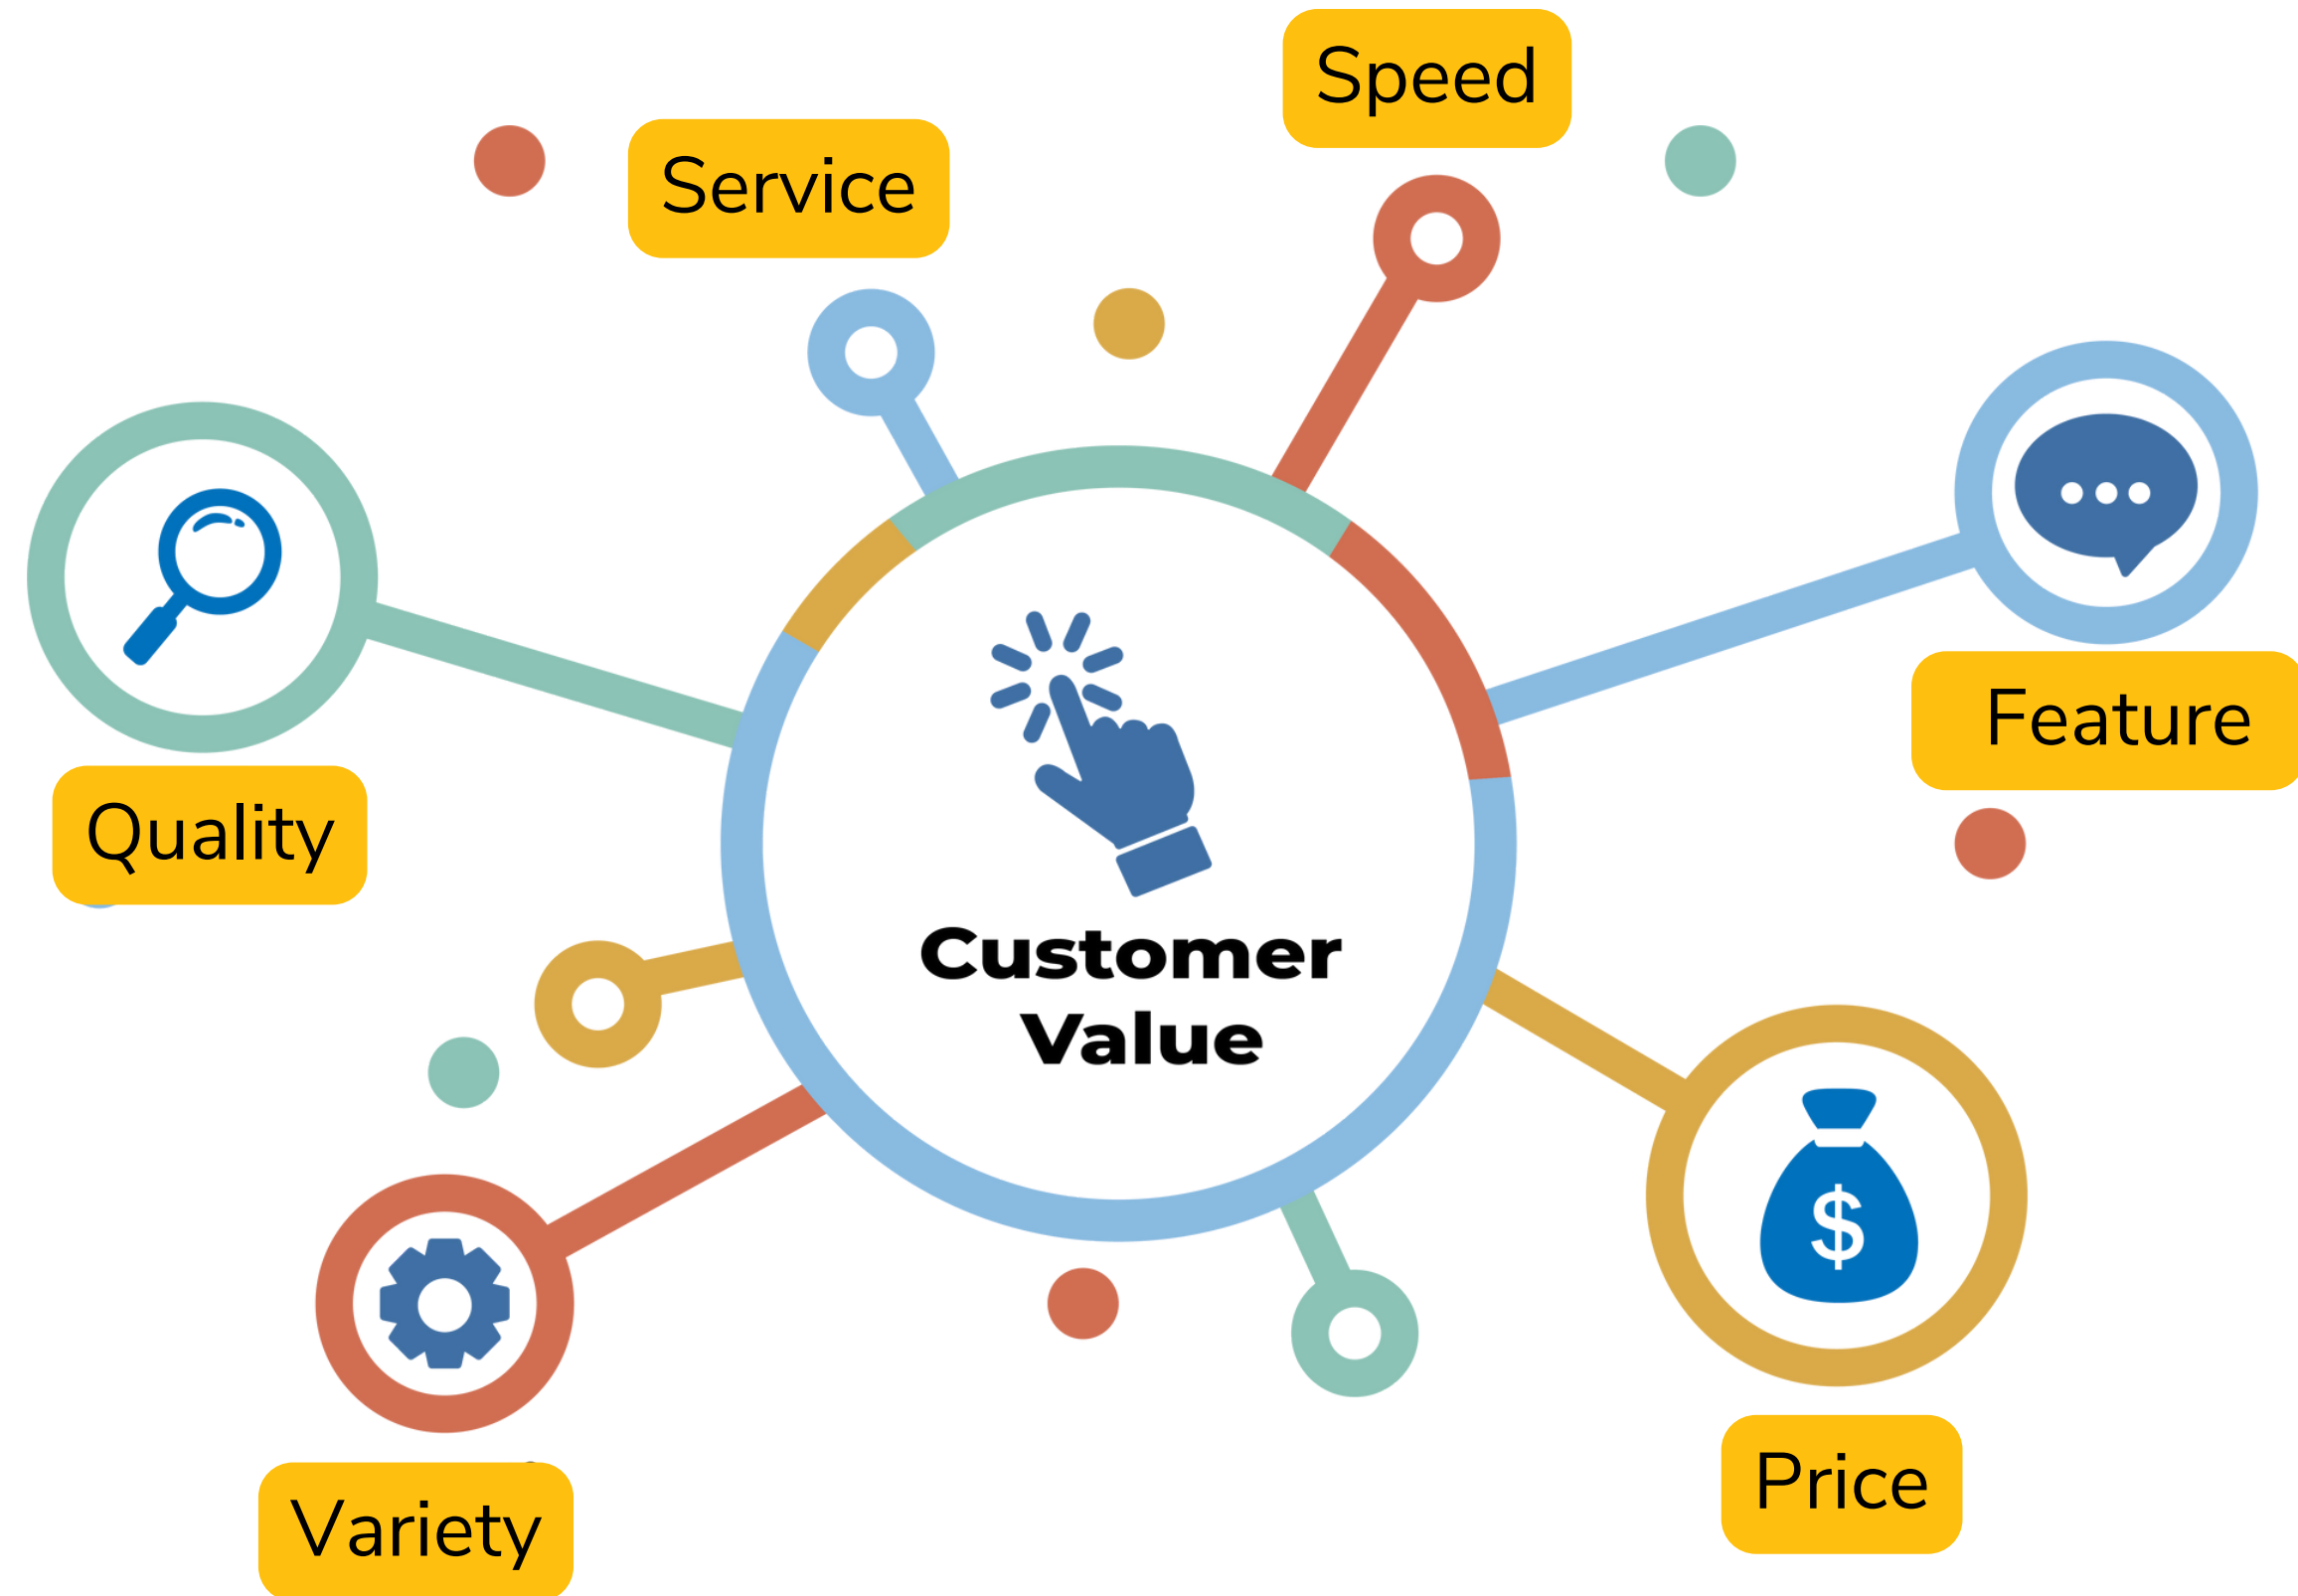 Speed
Service
Feature
Quality
Customer
Value
$
Price
Variety